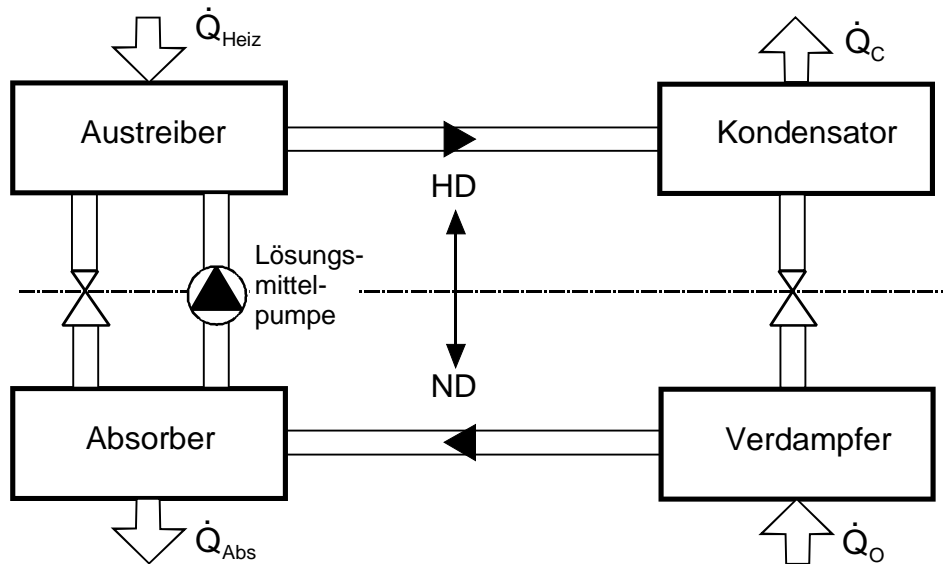 Q̇Heiz
Q̇C
Austreiber
Kondensator
HD
Lösungs-
mittel-
pumpe
ND
Absorber
Verdampfer
Q̇Abs
Q̇O